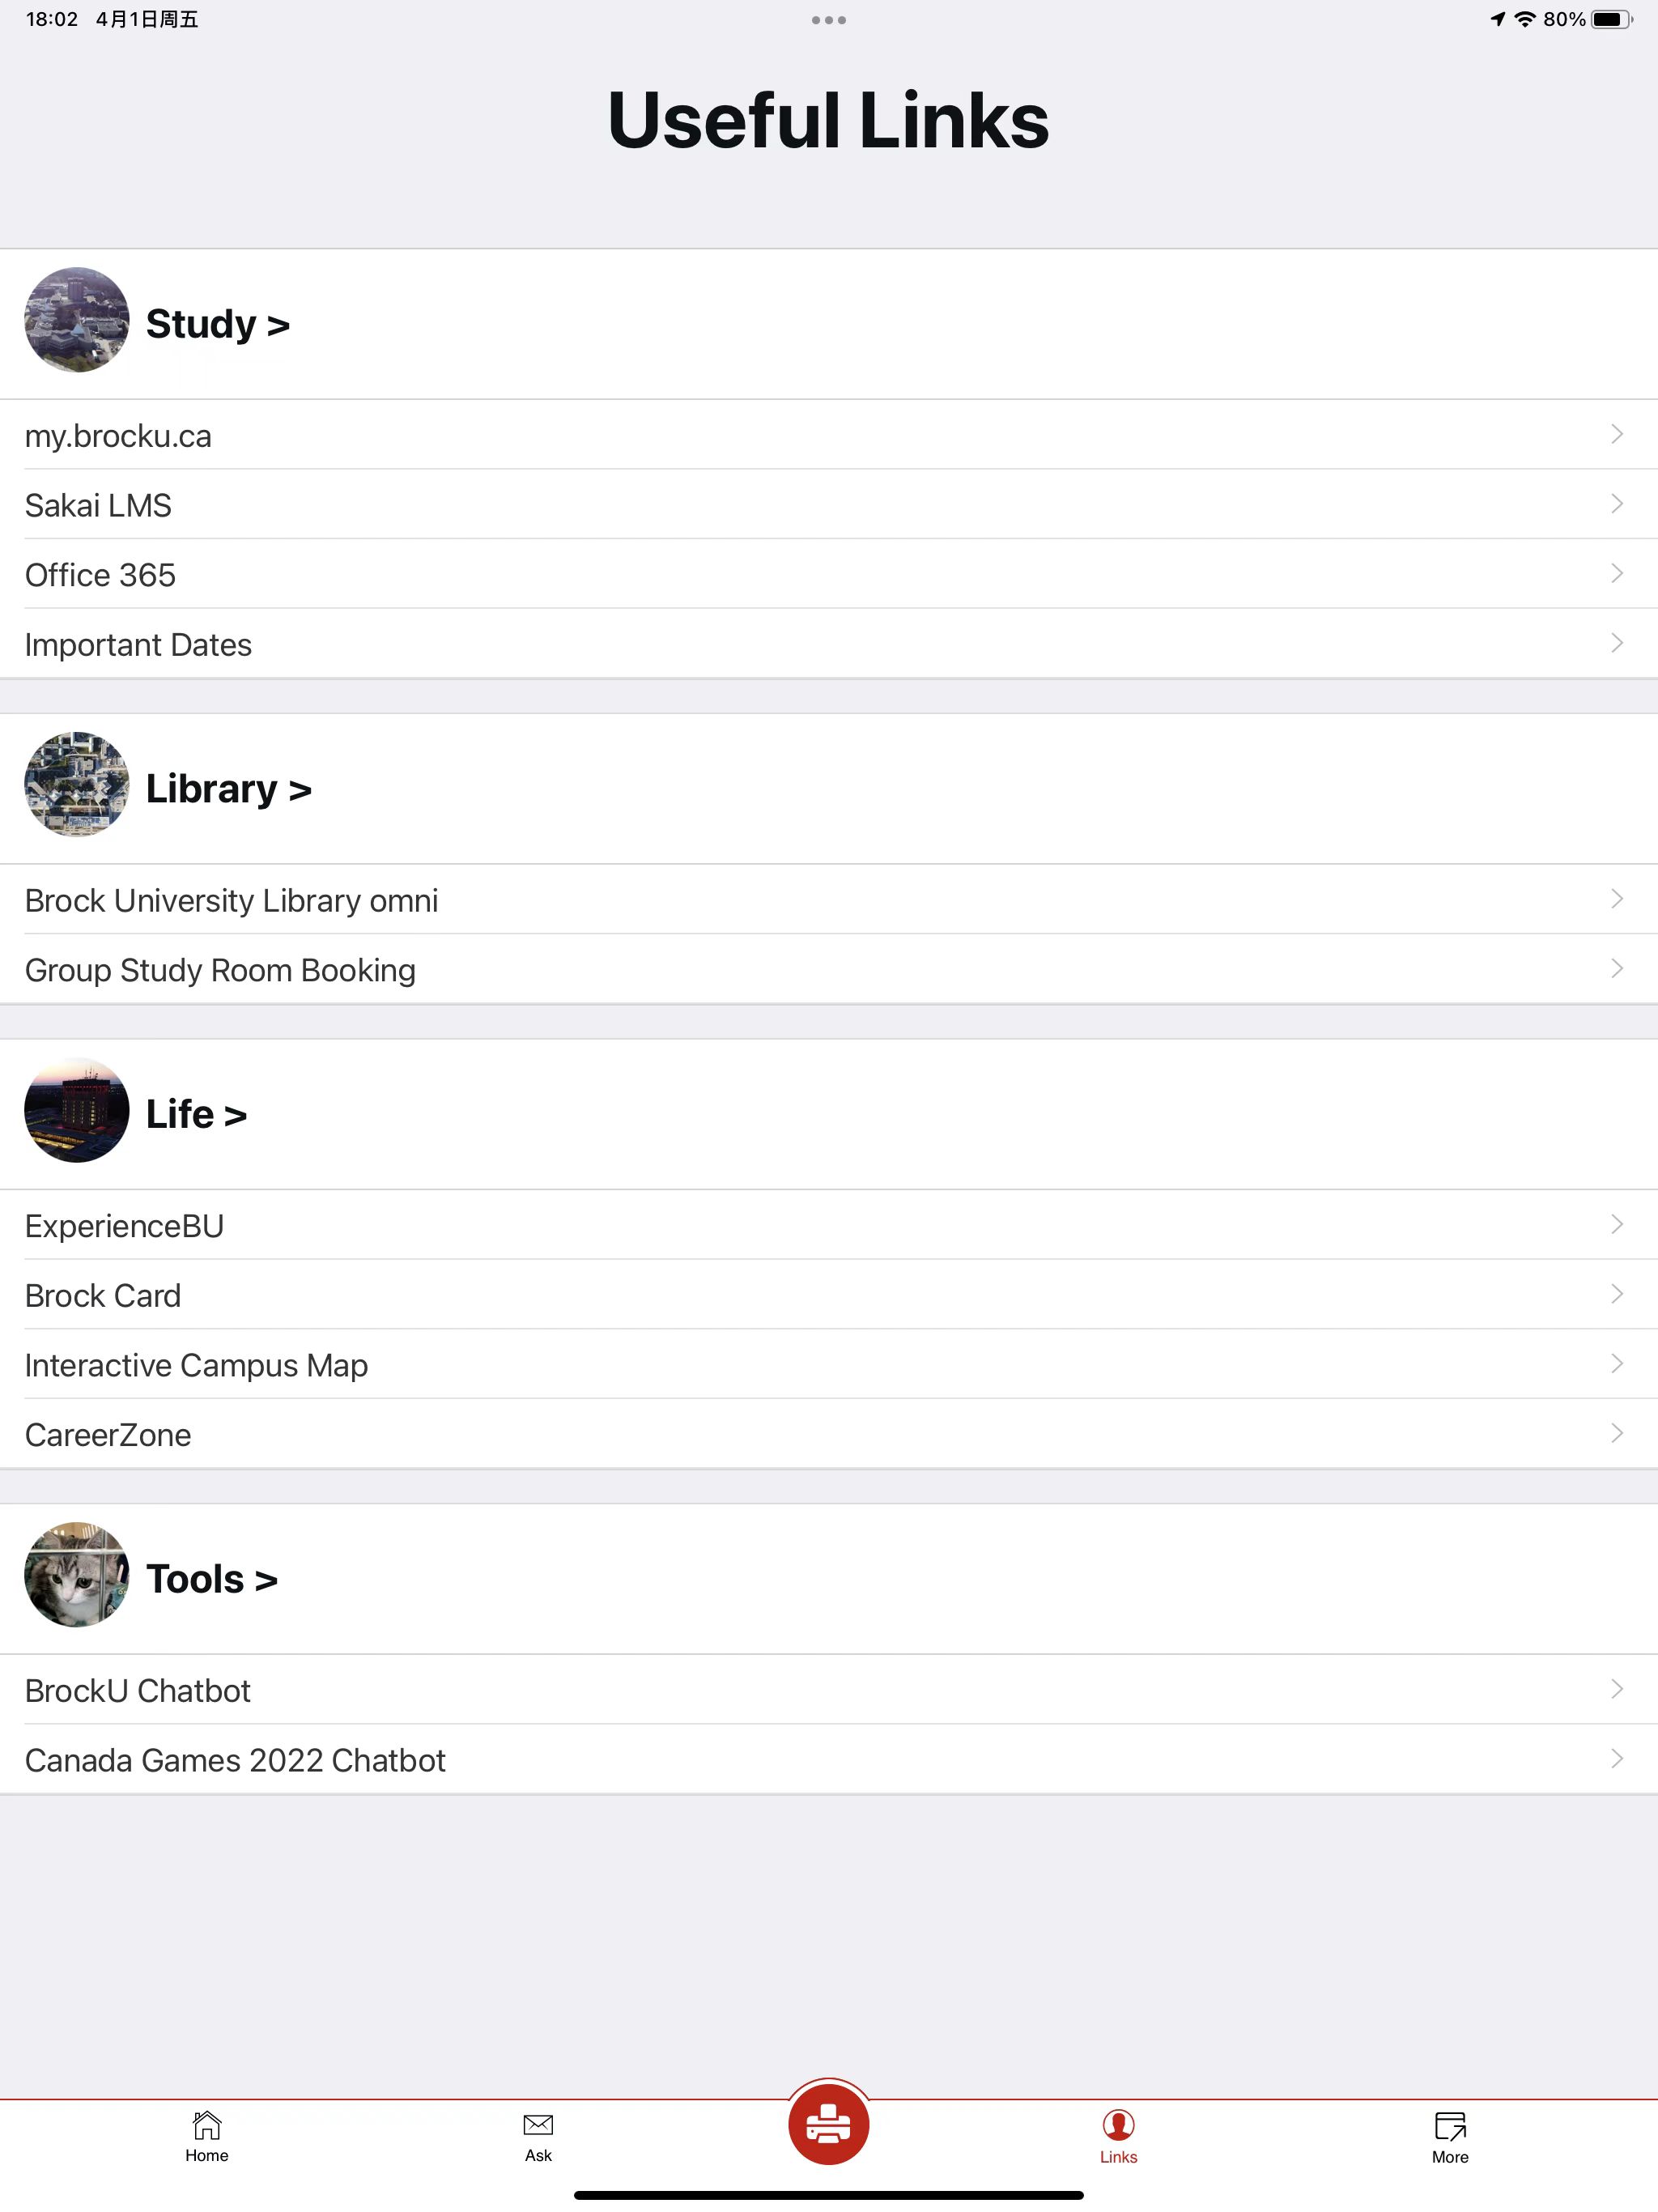 18:02 4月1日周五 80%
Useful Links
Study >
my.brocku.ca
Sakai LMS
Office 365
Important Dates
Library >
Brock University Library omni
Group Study Room Booking
Life >
ExperienceBU
Brock Card
Interactive Campus Map
CareerZone
Tools >
BrockU Chatbot
Canada Games 2022 Chatbot
Home Ask Links More